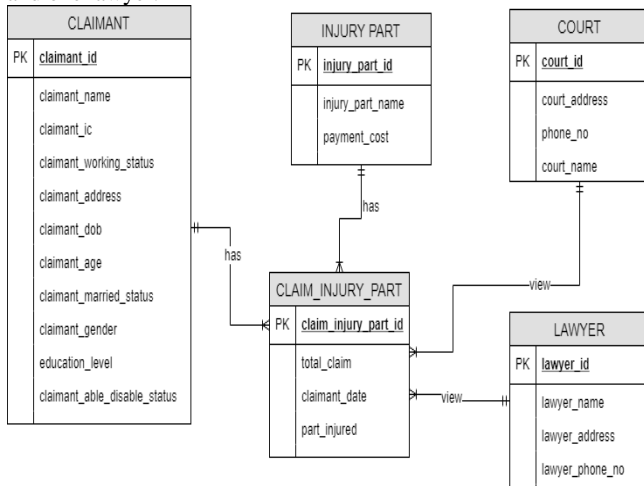 CLAIMANT
PK claimant_id
claimant_name
claimant_ic
claimant_working_status
claimant_address
claimant_dob
claimant_age
claimant_married_status
claimant_gender
education_level
claimant_able_disable_status
INJURY PART
PK injury_part_id
injury_part_name
payment_cost
COURT
PK court_id
court_address
phone_no
court_name
has
has
view
CLAIM_INJURY_PART
PK claim_injury_part_id
total_claim
claimant_date
part_injured
view
LAWYER
PK lawyer_id
lawyer_name
lawyer_address
lawyer_phone_no